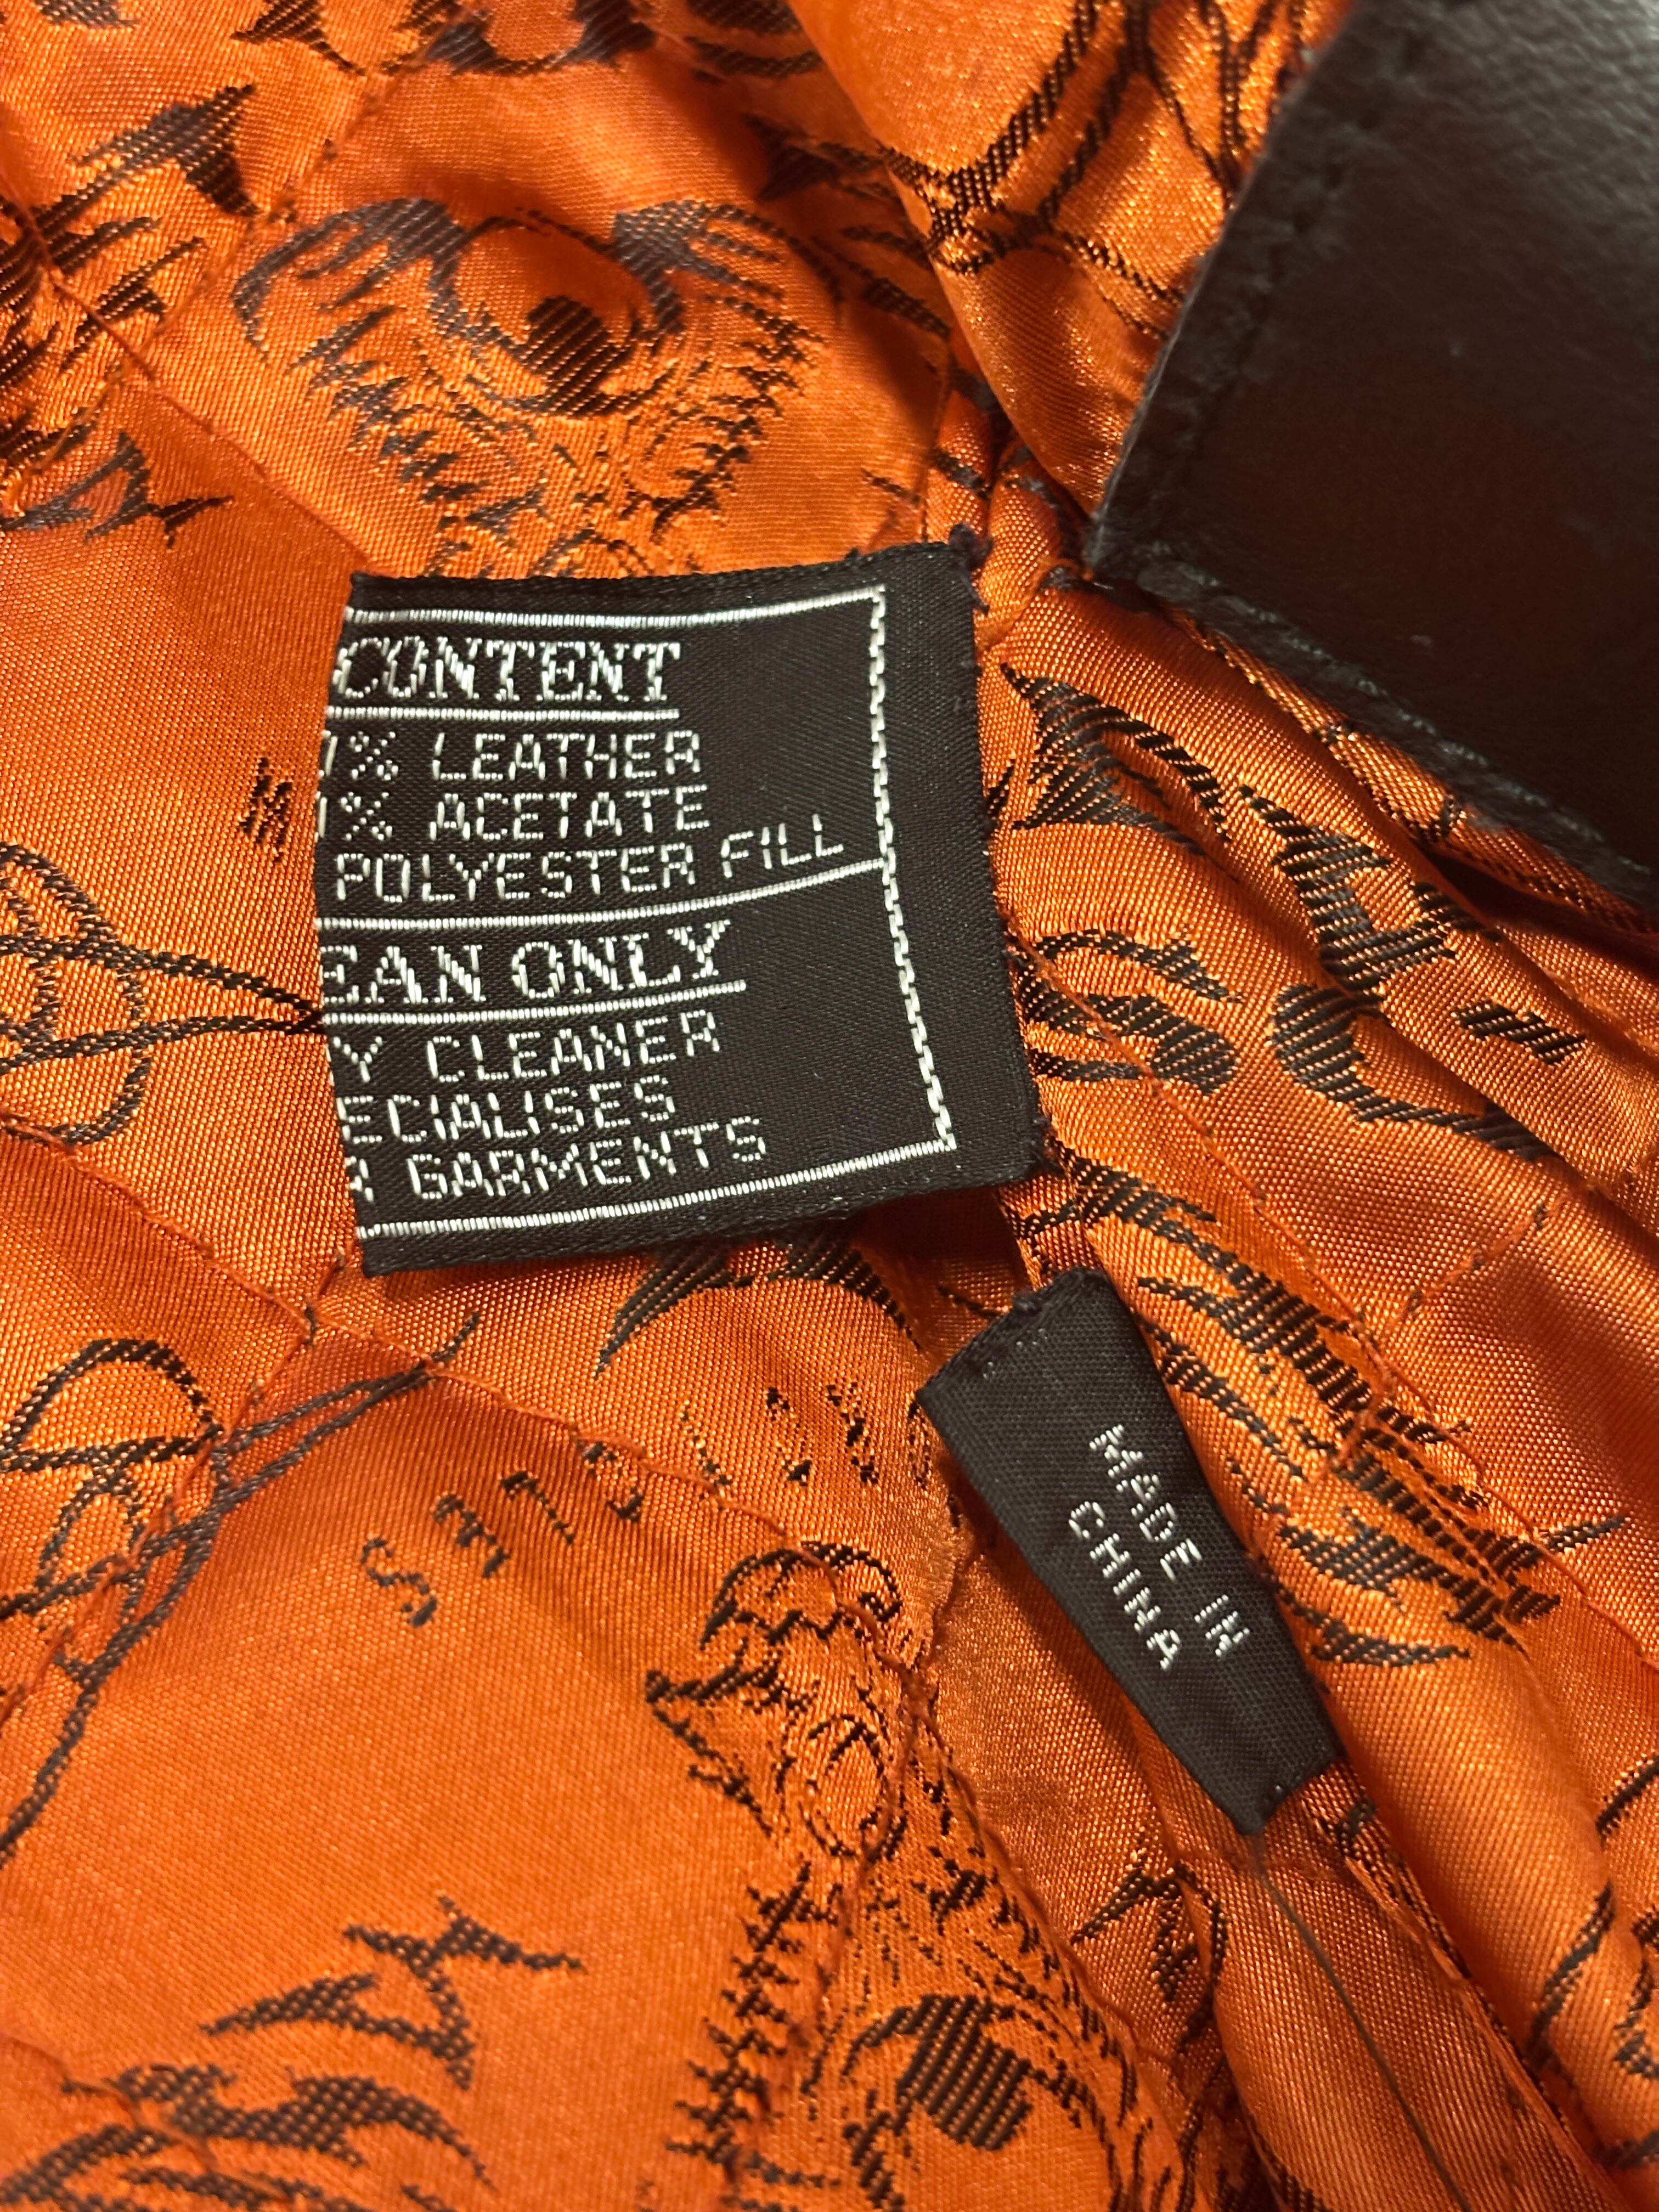 CONTENT
% LEATHER
% ACETATE
POLYESTER FILL
EAN ONLY
Y CLEANER
ECIALISES
R GARMENTS
MADE IN
CHINA